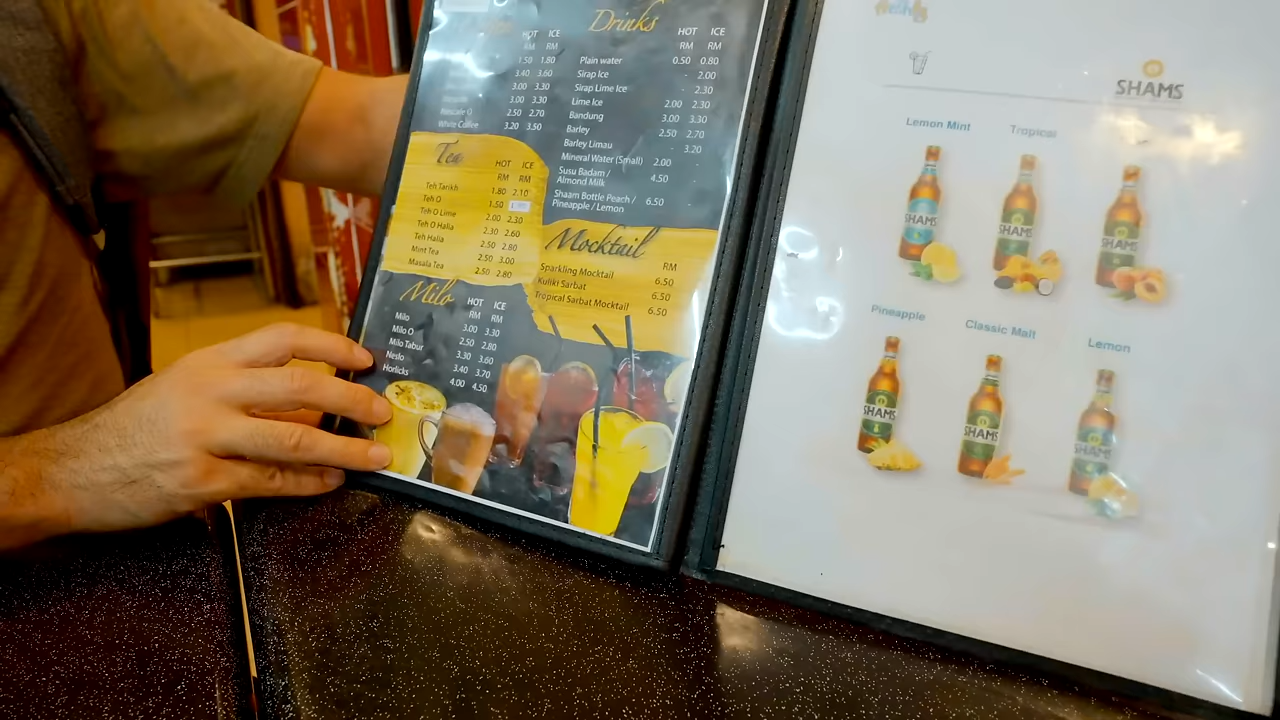 Drinks
HOT ICE
RM RM
1.50 1.80
3.40 3.60
3.00 3.30
3.00 3.30
Nescafe O 2.50 2.70
White Coffee 3.20 3.50
HOT ICE
RM RM
Plain water 0.50 0.80
Sirap Ice - 2.00
Sirap Lime Ice - 2.30
Lime Ice 2.00 2.30
Bandung 3.00 3.30
Barley 2.50 2.70
Barley Limau - 3.20
Mineral Water (Small) 2.00 -
Susu Badam /
Almond Milk 4.50 -
Shaam Bottle Peach /
Pineapple / Lemon 6.50 -
Tea
HOT ICE
RM RM
Teh Tarikh 1.80 2.10
Teh O 1.50
Teh O Lime 2.00 2.30
Teh O Halia 2.30 2.60
Teh Halia 2.50 2.80
Mint Tea 2.50 3.00
Masala Tea 2.50 2.80
Mocktail
RM
Sparkling Mocktail 6.50
Kuliki Sarbat 6.50
Tropical Sarbat Mocktail 6.50
Milo
HOT ICE
RM RM
Milo 3.00 3.30
Milo O 2.50 2.80
Milo Tabur 3.30 3.60
Neslo 3.40 3.70
Horlicks 4.00 4.50
SHAMS
Lemon Mint
Tropical
SHAMS
SHAMS
SHAMS
Pineapple
Classic Malt
Lemon
SHAMS
SHAMS
SHAMS